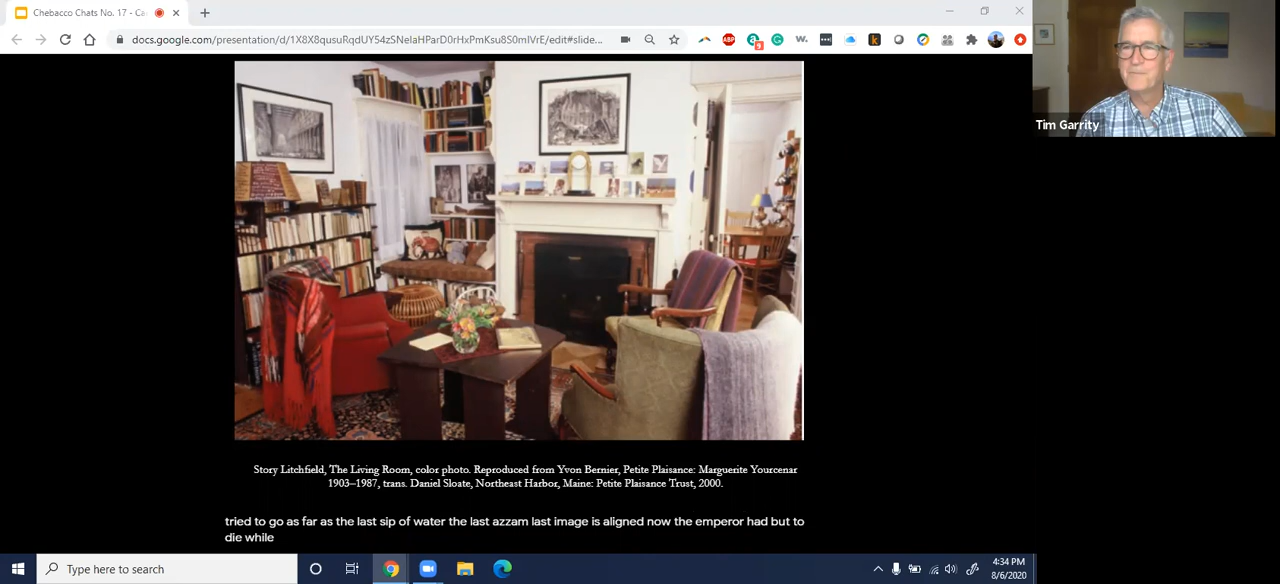 Chebacco Chats No. 17 - Ca
docs.google.com/presentation/d/1X8X8qusuRqdUY54zSNelaHParD0rHxPmKsu8S0mIVrE/edit#slide...
ABP
9
Tim Garrity
Story Litchfield, The Living Room, color photo. Reproduced from Yvon Bernier, Petite Plaisance: Marguerite Yourcenar
1903–1987, trans. Daniel Sloate, Northeast Harbor, Maine: Petite Plaisance Trust, 2000.
tried to go as far as the last sip of water the last azzam last image is aligned now the emperor had but to
die while
Type here to search
4:34 PM
8/6/2020